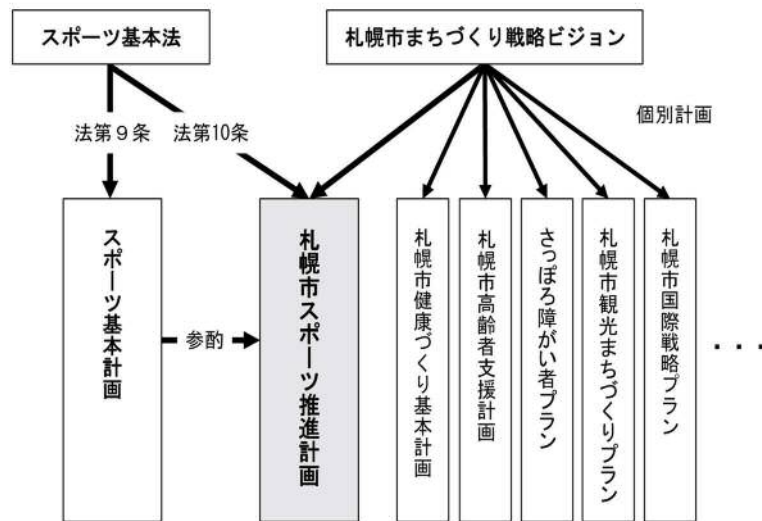 スポーツ基本法
札幌市まちづくり戦略ビジョン
法第９条
法第10条
個別計画
スポーツ基本計画
参酌
札幌市スポーツ推進計画
札幌市健康づくり基本計画
札幌市高齢者支援計画
さっぽろ障がい者プラン
札幌市観光まちづくりプラン
札幌市国際戦略プラン
・・・